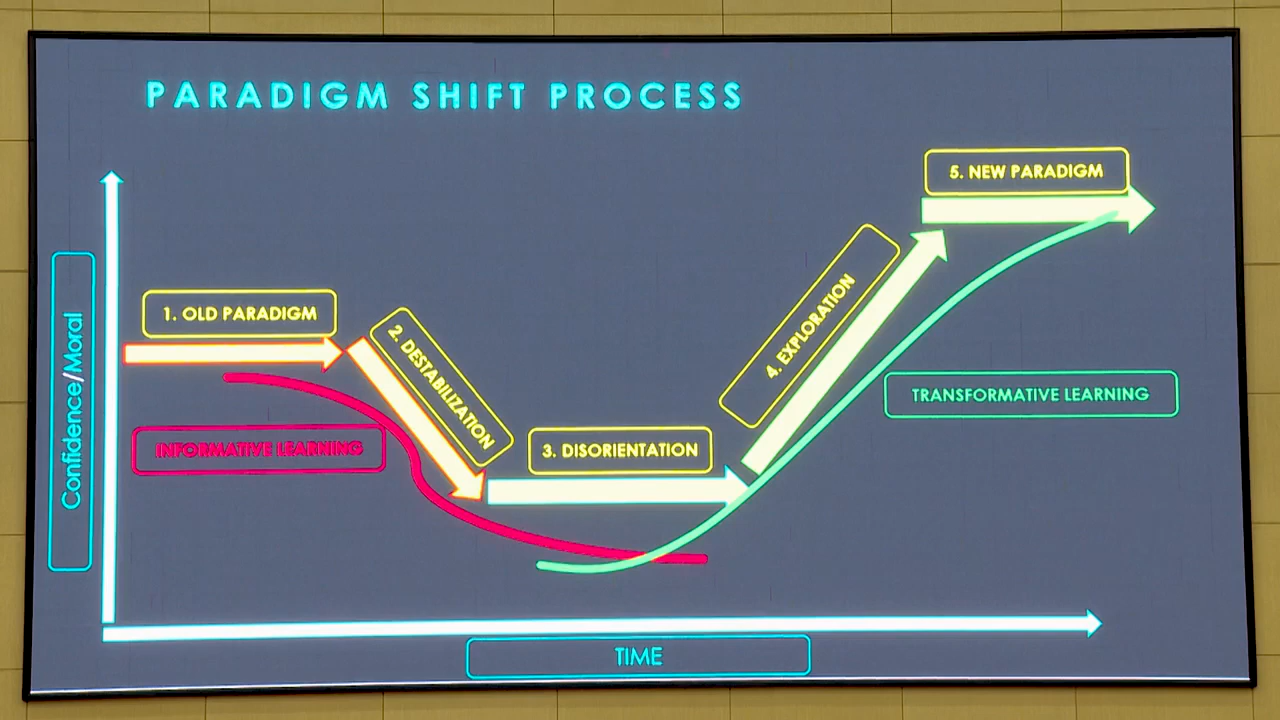 PARADIGM SHIFT PROCESS
5. NEW PARADIGM
1. OLD PARADIGM
2. DESTABILIZATION
4. EXPLORATION
Confidence/Moral
TRANSFORMATIVE LEARNING
INFORMATIVE LEARNING
3. DISORIENTATION
TIME